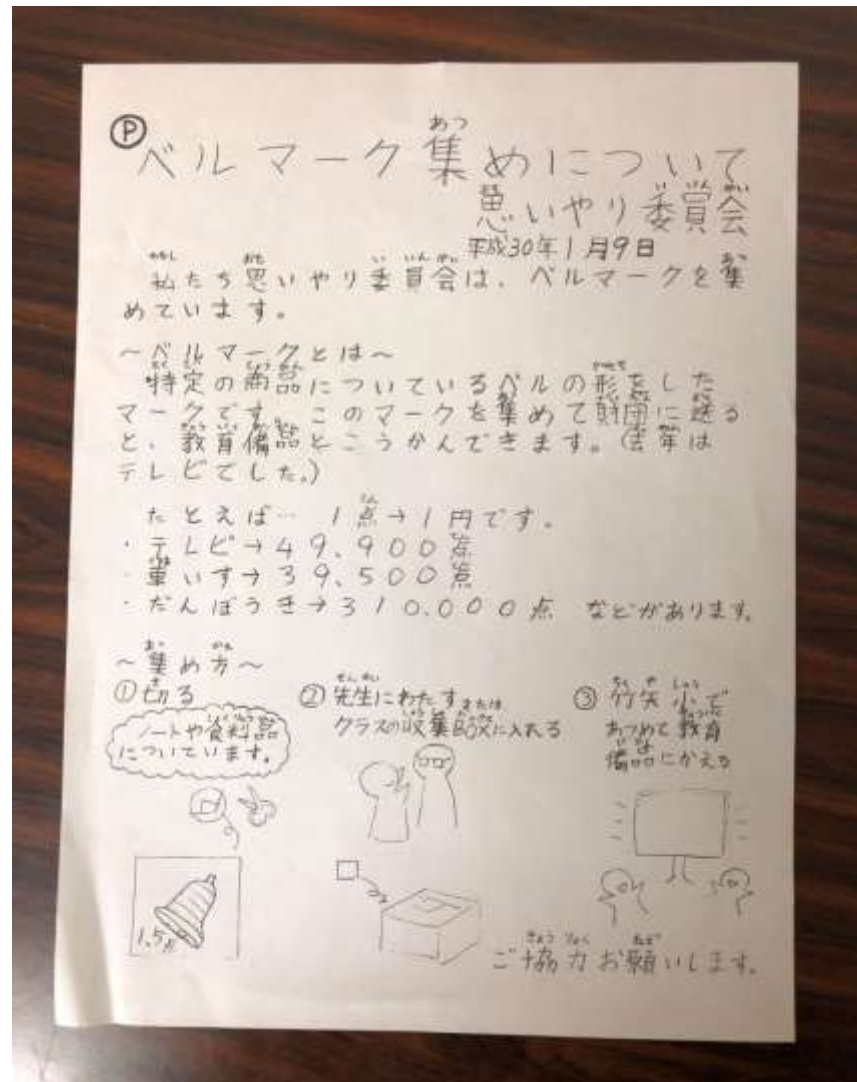 Ⓟ
ベルマーク集めについて
思いやり委員会
平成30年1月9日
私たち思いやり委員会は、ベルマークを集
めています。
～ベルマークとは～
特定の商品についているベルの形をした
マークです。このマークを集めて財団に送る
と、教育備品とこうかんできます。(去年は
テレビでした。)
たとえば… 1点→1円です。
・テレビ→49,900点
・車いす→39,500点
・だんぼうき→310,000点 などがあります。
～集め方～
①切る
ノートや資料品
についています。
②先生にわたすまたは
クラスの収集BOXに入れる
③竹矢小で
あつめて教育
備品にかえる
1.5点
ご協力お願いします。